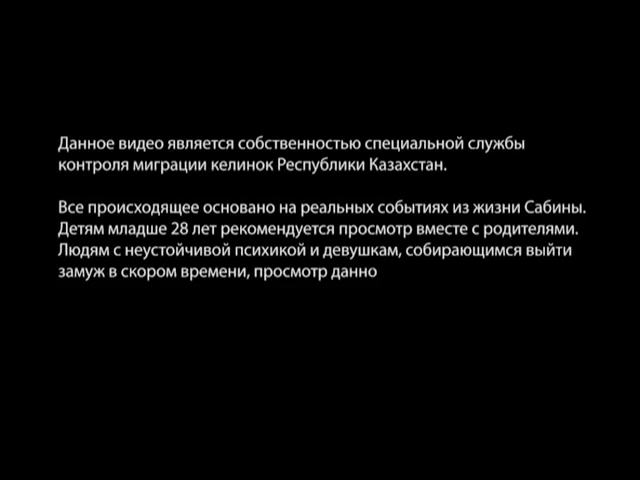 Данное видео является собственностью специальной службы
контроля миграции келинок Республики Казахстан.
Все происходящее основано на реальных событиях из жизни Сабины.
Детям младше 28 лет рекомендуется просмотр вместе с родителями.
Людям с неустойчивой психикой и девушкам, собирающимся выйти
замуж в скором времени, просмотр данно